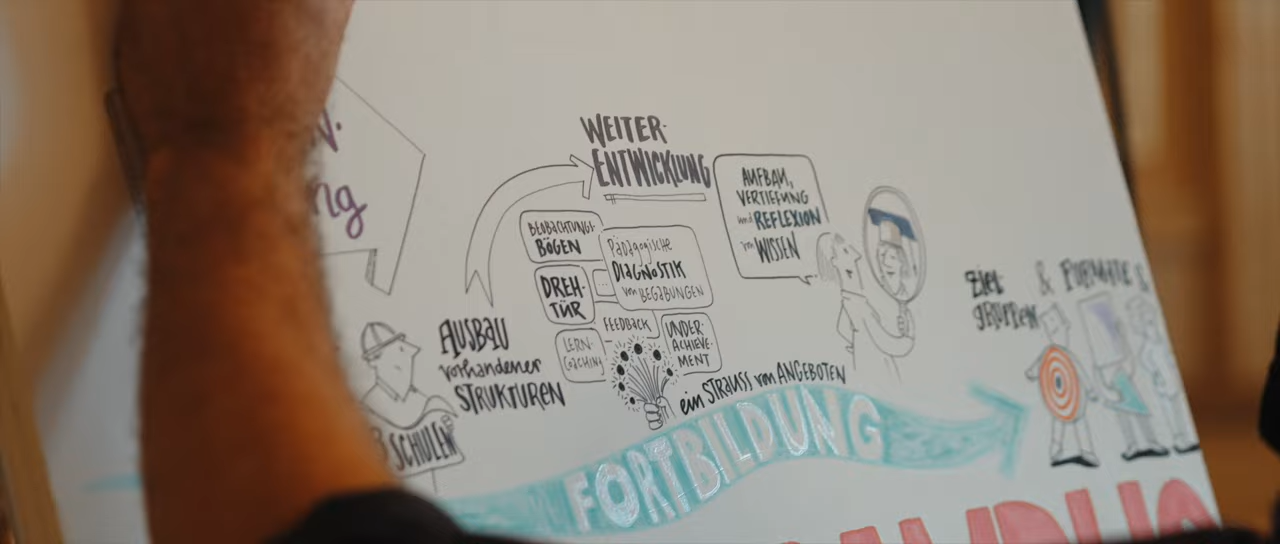 ng
WEITER-
ENTWICKLUNG
AUFBAU,
VERTIEFUNG
und REFLEXION
von WISSEN
BEOBACHTUNGS-
BÖGEN
Pädagogische
DIAGNOSTIK
von BEGABUNGEN
DREH-
TÜR
...
FEEDBACK
LERN-
COACHING
UNDER-
ACHIEVE-
MENT
AUSBAU
vorhandener
STRUKTUREN
SCHULEN
ein STRAUSS von ANGEBOTEN
ZIEL-
GRUPPEN
& FORMATE &
FORTBILDUNG